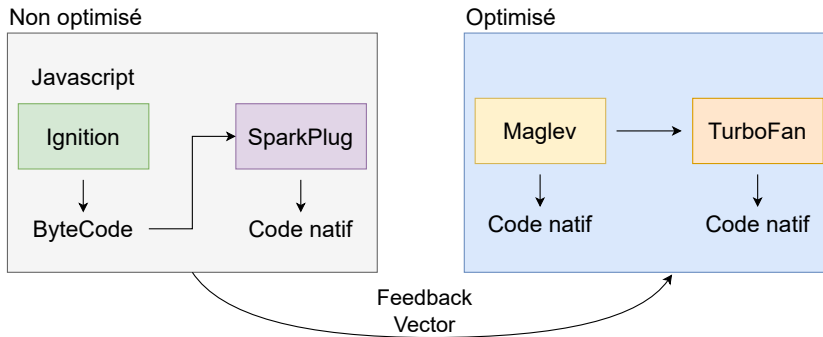 Non optimisé
Optimisé
Javascript
Ignition
SparkPlug
Maglev
TurboFan
ByteCode
Code natif
Code natif
Code natif
Feedback
Vector